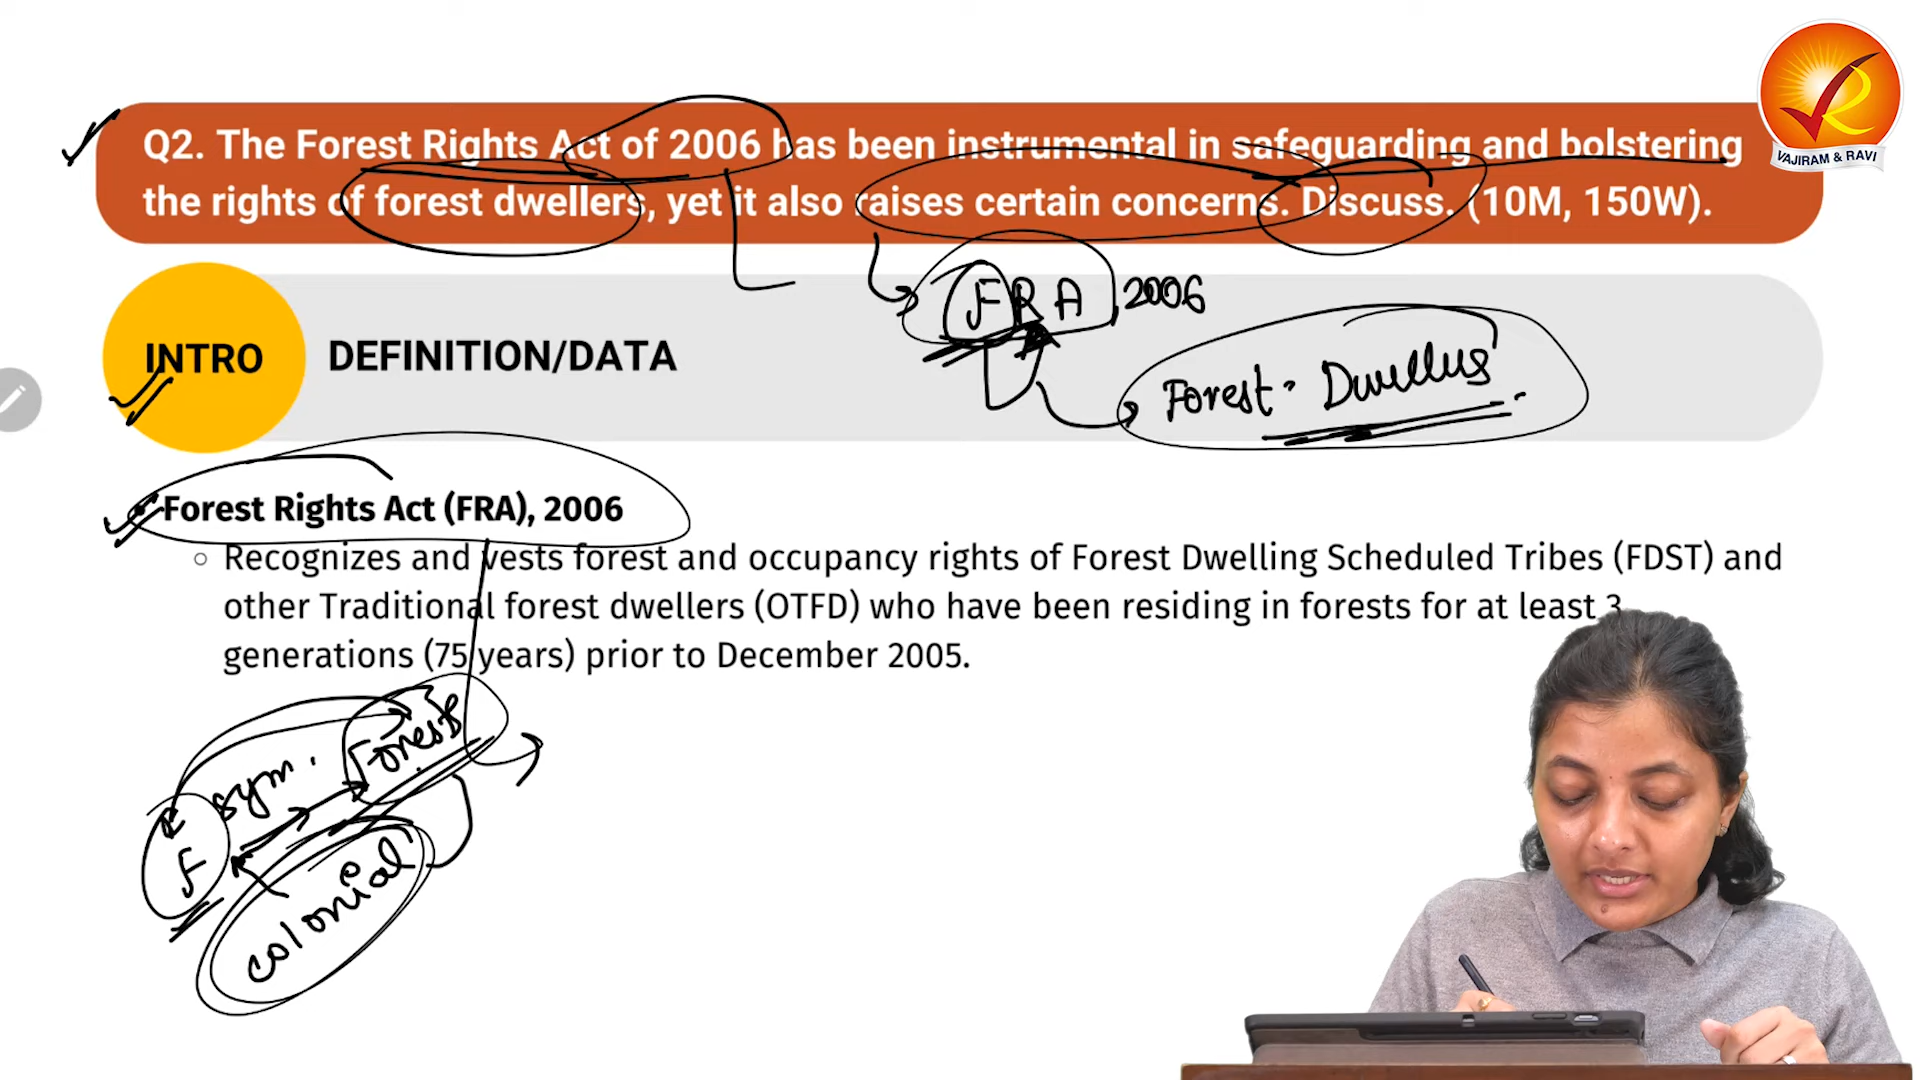 VAJIRAM & RAVI
Q2. The Forest Rights Act of 2006 has been instrumental in safeguarding and bolstering
the rights of forest dwellers, yet it also raises certain concerns. Discuss. (10M, 150W).
FRA, 2006
INTRO
DEFINITION/DATA
Forest - Dwellers
• Forest Rights Act (FRA), 2006
○ Recognizes and vests forest and occupancy rights of Forest Dwelling Scheduled Tribes (FDST) and
other Traditional forest dwellers (OTFD) who have been residing in forests for at least 3
generations (75 years) prior to December 2005.
Forests
sym.
F
colonial